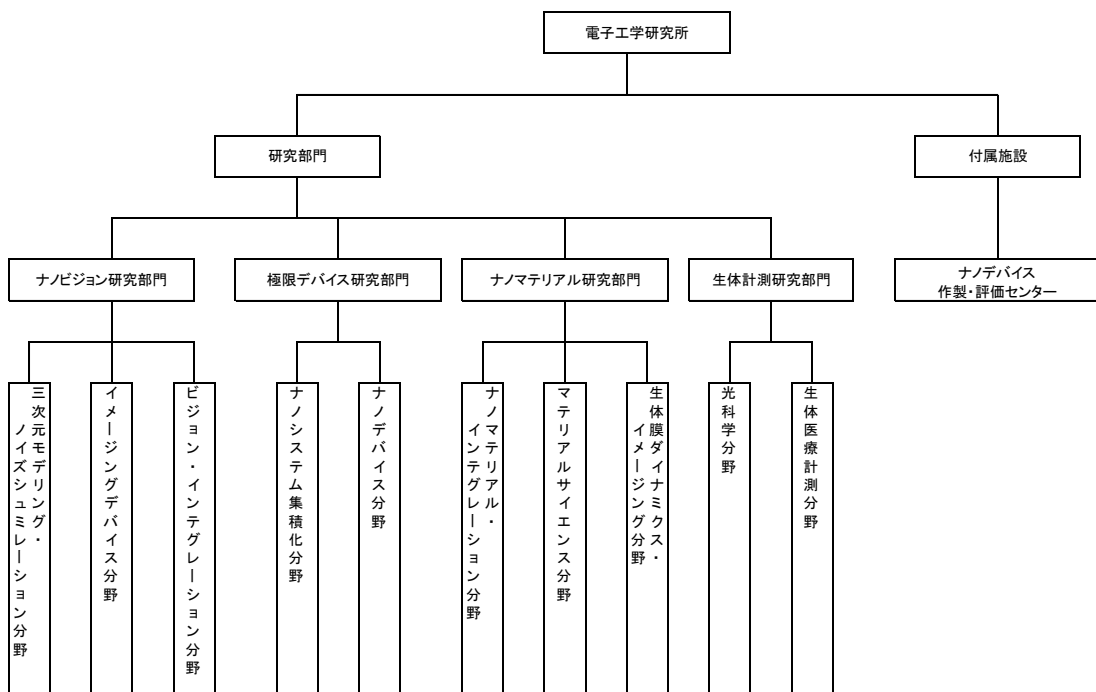 電子工学研究所
研究部門
付属施設
ナノビジョン研究部門
極限デバイス研究部門
ナノマテリアル研究部門
生体計測研究部門
ナノデバイス
作製・評価センター
三次元モデリング・
ノイズシュミレーション分野
イメージングデバイス分野
ビジョン・インテグレーション分野
ナノシステム集積化分野
ナノデバイス分野
ナノマテリアル・
インテグレーション分野
マテリアルサイエンス分野
生体膜ダイナミクス・
イメージング分野
光科学分野
生体医療計測分野